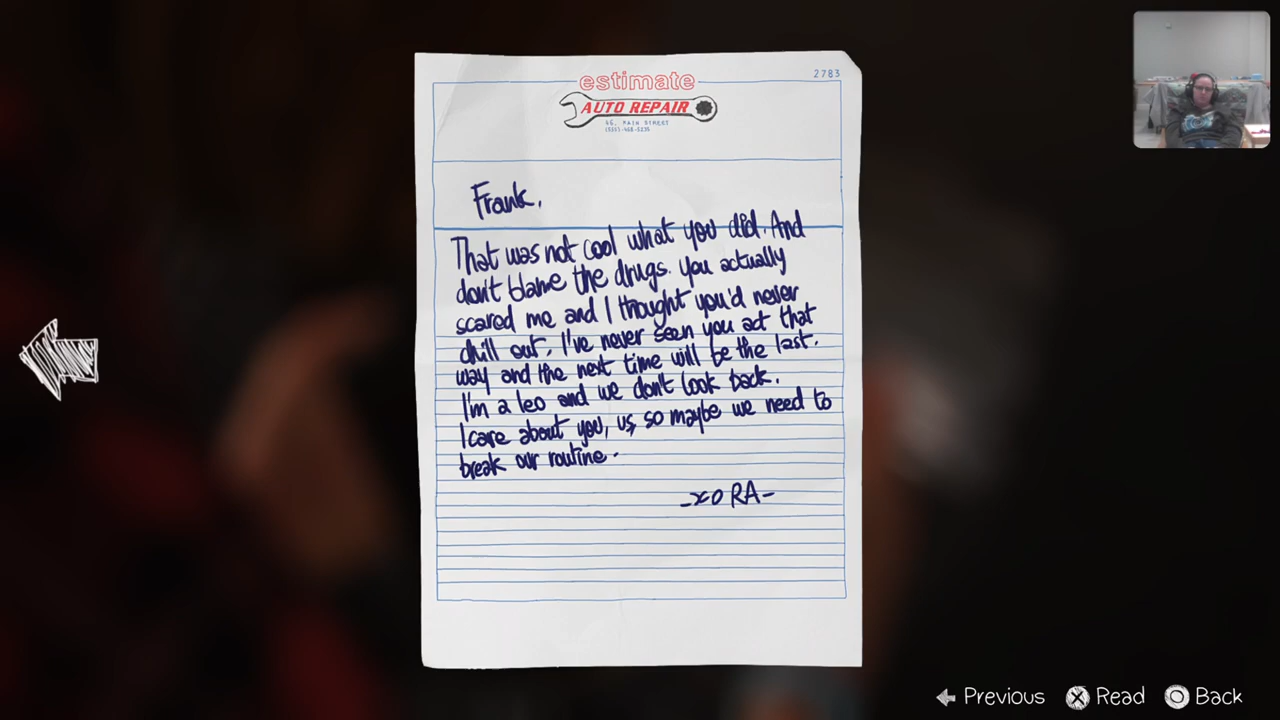 estimate
2783
AUTO REPAIR
45, PAIN STREET
Frank,
That was not cool what you did. And
don't blame the drugs. You actually
scared me and I thought you'd never
chill out. I've never seen you act that
way and the next time will be the last.
I'm a leo and we don't look back.
I care about you, us, so maybe we need to
break our routine.
-xo RA-
Previous Read Back